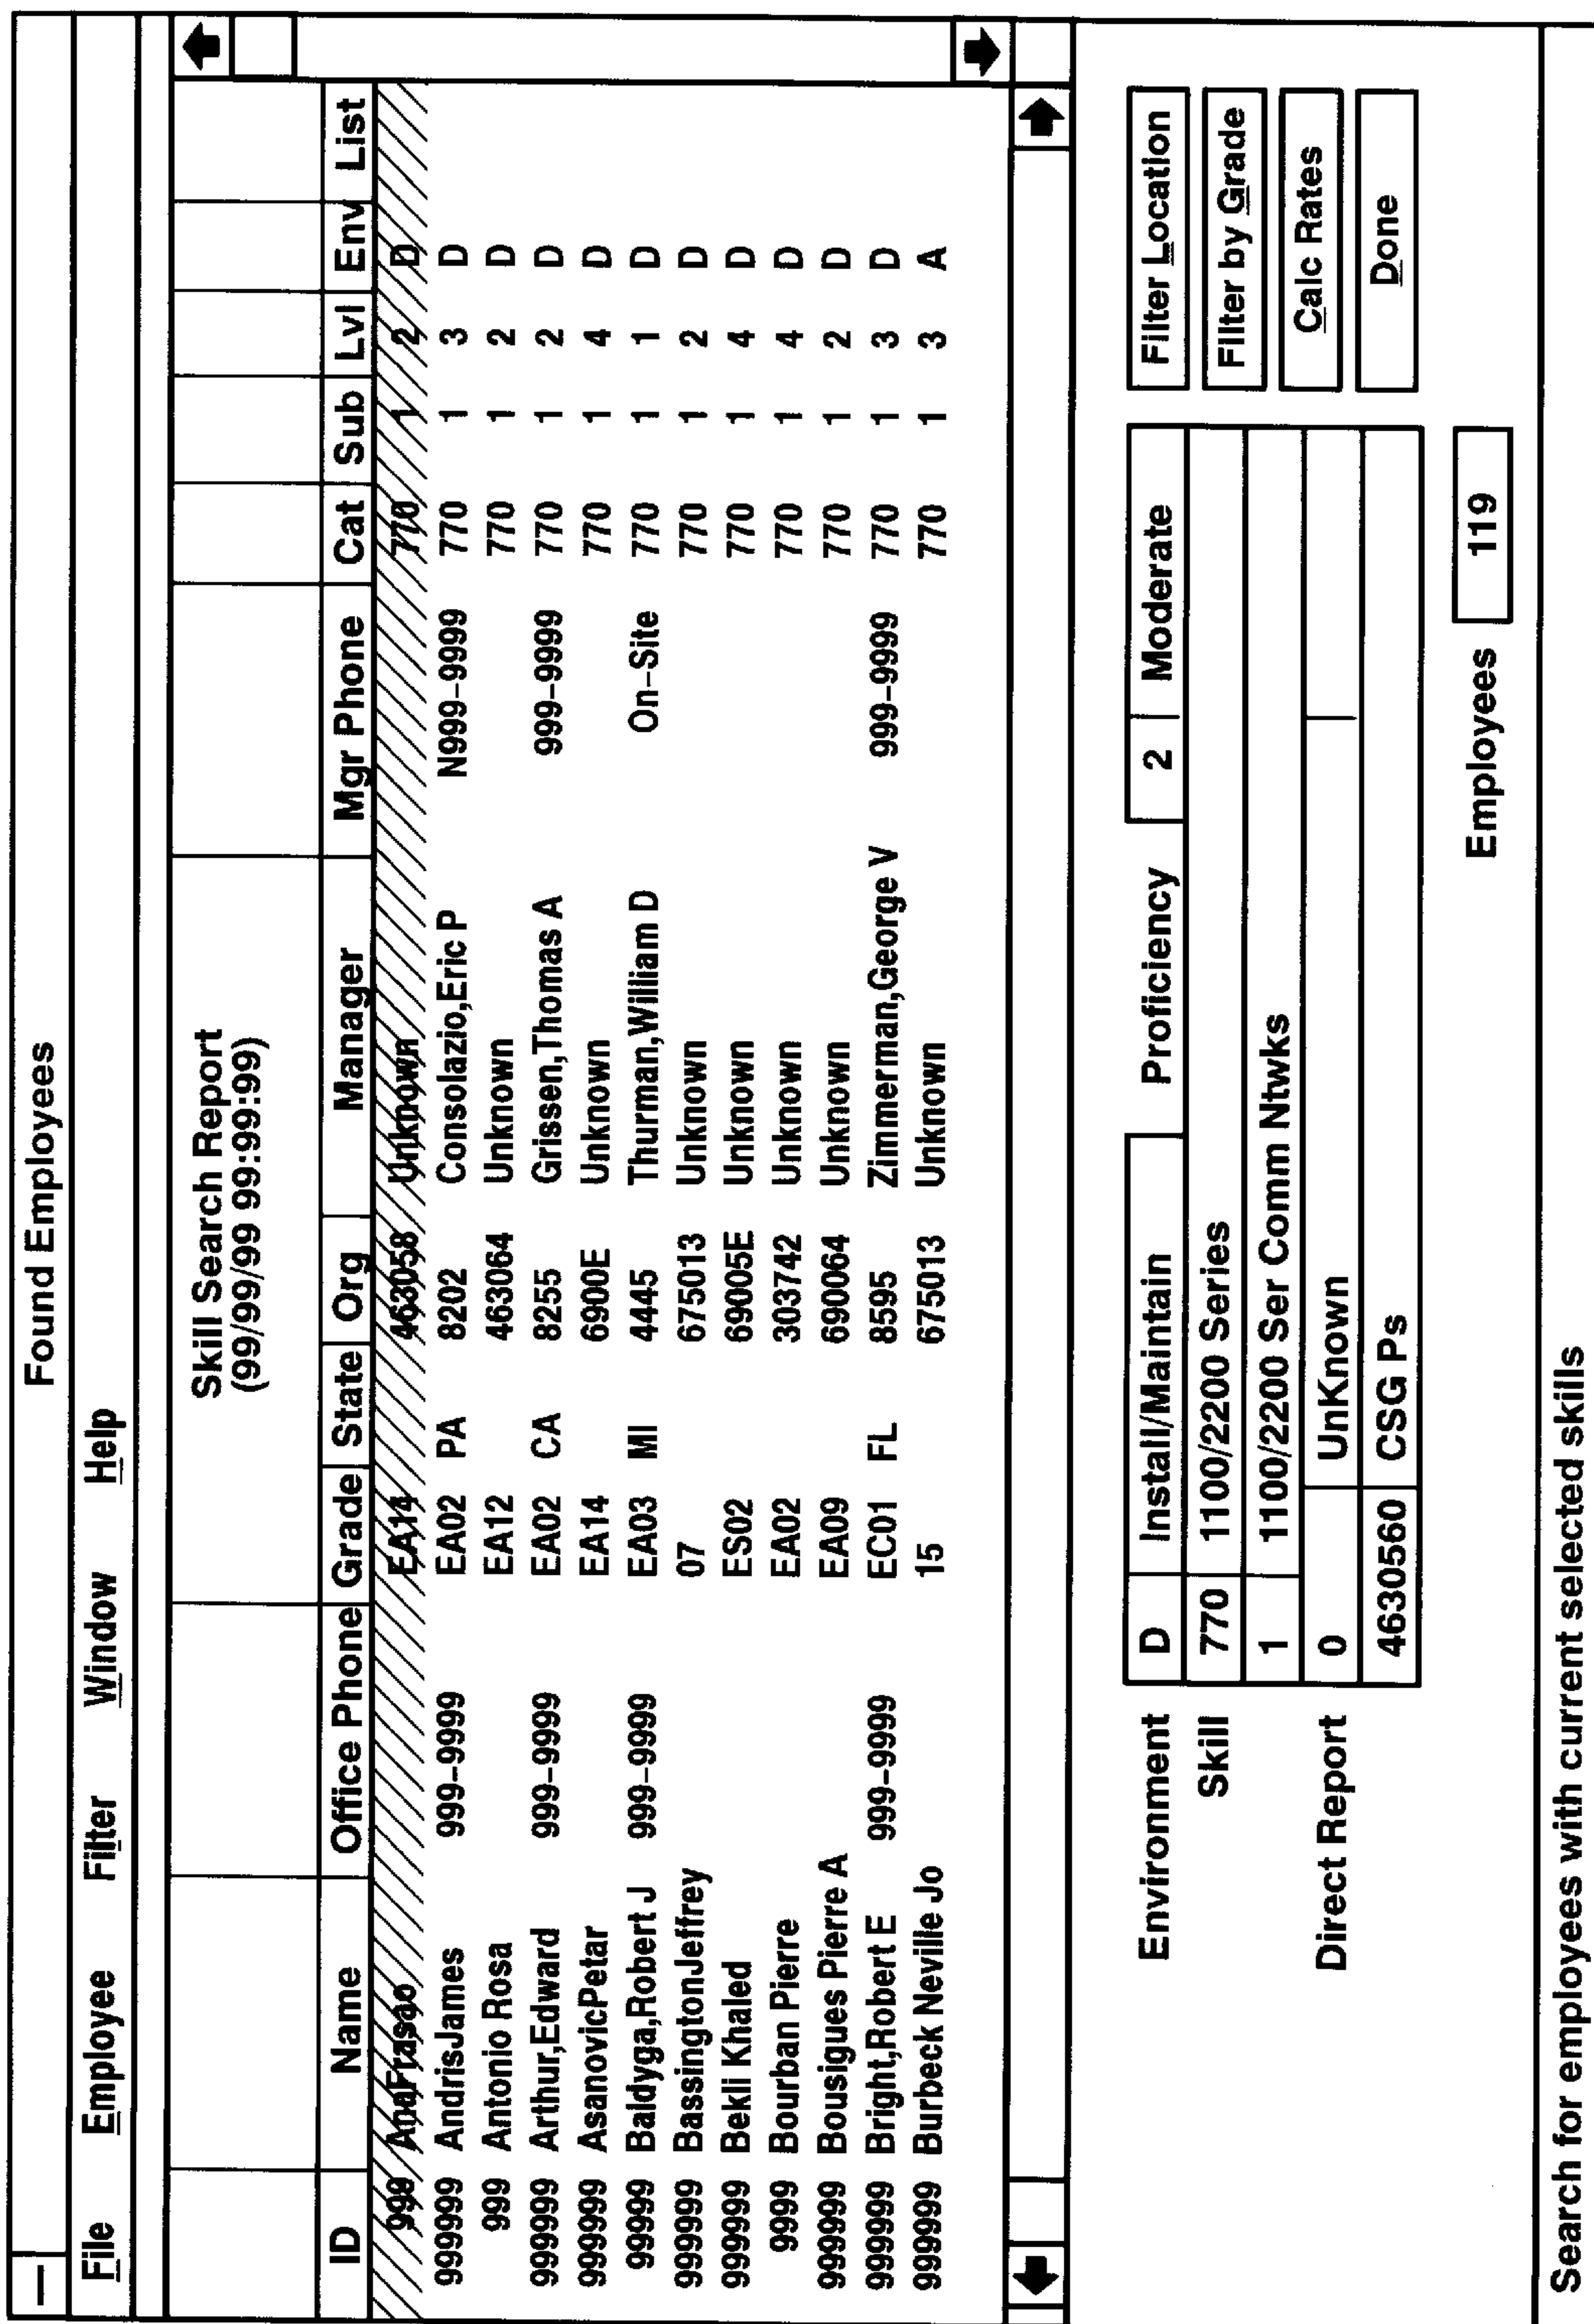 Found Employees
File Employee Filter Window Help
Skill Search Report
(99/99/99 99:99:99)
ID Name Office Phone Grade State Org Manager Mgr Phone Cat Sub Lvl Env List
999 AnaFrasao EA14 463058 Unknown 770 1 2 D
999999 AndrisJames 999-9999 EA02 PA 8202 Consolazio,Eric P N999-9999 770 1 3 D
999 Antonio Rosa EA12 463064 Unknown 770 1 2 D
999999 Arthur,Edward 999-9999 EA02 CA 8255 Grissen,Thomas A 999-9999 770 1 2 D
999999 AsanovicPetar EA14 6900E Unknown 770 1 4 D
99999 Baldyga,Robert J 999-9999 EA03 MI 4445 Thurman,William D On-Site 770 1 1 D
999999 BassingtonJeffrey 07 675013 Unknown 770 1 2 D
999999 Bekli Khaled ES02 69005E Unknown 770 1 4 D
9999 Bourban Pierre EA02 303742 Unknown 770 1 4 D
999999 Bousigues Pierre A EA09 690064 Unknown 770 1 2 D
999999 Bright,Robert E 999-9999 EC01 FL 8595 Zimmerman,George V 999-9999 770 1 3 D
999999 Burbeck Neville Jo 15 675013 Unknown 770 1 3 A
Environment D Install/Maintain Proficiency 2 Moderate Filter Location
Skill 770 1100/2200 Series Filter by Grade
1 1100/2200 Ser Comm Ntwks Calc Rates
Direct Report 0 UnKnown Done
4630560 CSG Ps
Employees 119
Search for employees with current selected skills